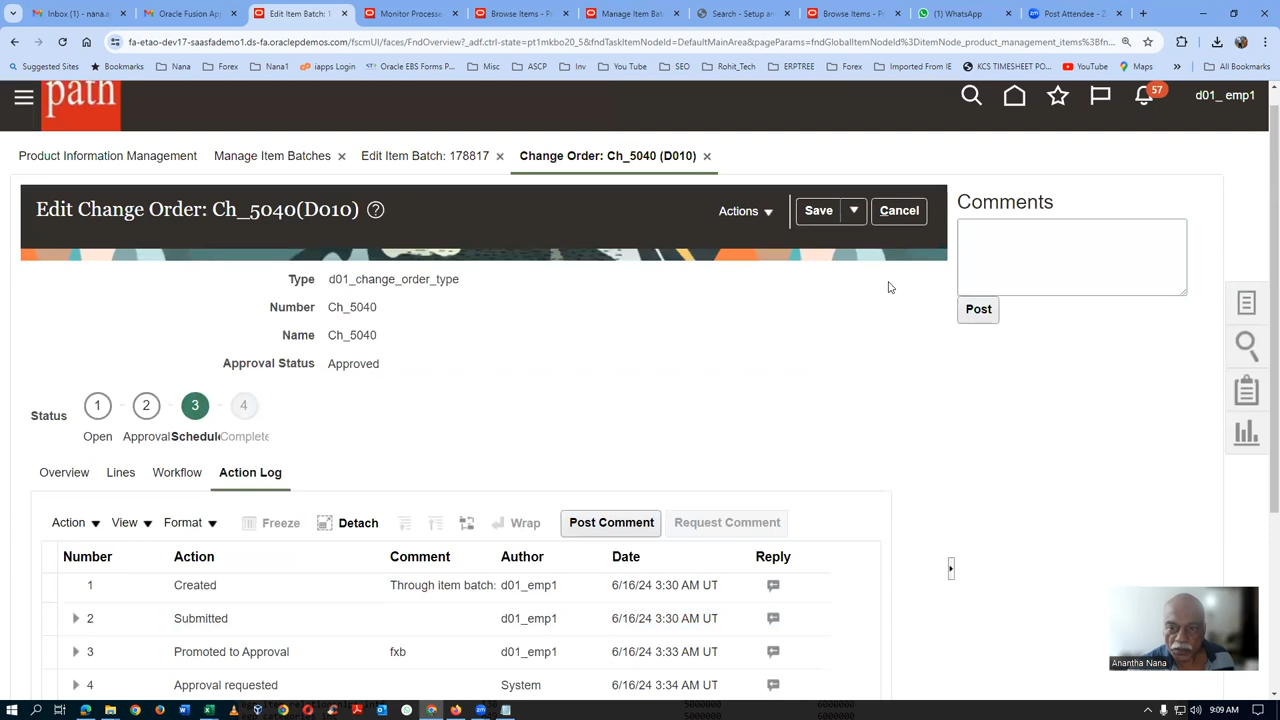 Inbox (1) - nana.a
Oracle Fusion App
Edit Item Batch: 1
Monitor Processe
Browse Items - P
Manage Item Bat
Search - Setup an
Browse Items - P
(1) WhatsApp
Post Attendee - Z
fa-etao-dev17-saasfademo1.ds-fa.oraclepdemos.com/fscmUI/faces/FndOverview?_adf.ctrl-state=pt1mkbo20_5&fndTaskItemNodeId=DefaultMainArea&pageParams=fndGlobalItemNodeId%3DitemNode_product_management_items%3Bfn...
Suggested Sites
Bookmarks
Nana
Forex
Nana1
iapps Login
Oracle EBS Forms P...
Misc
ASCP
Inv
You Tube
SEO
Rohit_Tech
ERPTREE
Forex
Imported From IE
KCS TIMESHEET PO...
YouTube
Maps
All Bookmarks
path
57
d01_ emp1
Product Information Management
Manage Item Batches
Edit Item Batch: 178817
Change Order: Ch_5040 (D010)
Edit Change Order: Ch_5040(D010)
Actions
Save
Cancel
Comments
Post
Type d01_change_order_type
Number Ch_5040
Name Ch_5040
Approval Status Approved
Status
1 2 3 4
Open Approval Schedul Complete
Overview Lines Workflow Action Log
Action View Format Freeze Detach Wrap Post Comment Request Comment
Number Action Comment Author Date Reply
1 Created Through item batch: d01_emp1 6/16/24 3:30 AM UT
2 Submitted d01_emp1 6/16/24 3:30 AM UT
3 Promoted to Approval fxb d01_emp1 6/16/24 3:33 AM UT
4 Approval requested System 6/16/24 3:34 AM UT
Anantha Nana
9:09 AM